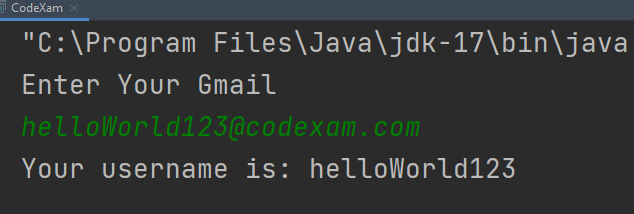 CodeXam
"C:\Program Files\Java\jdk-17\bin\java
Enter Your Gmail
helloWorld123@codexam.com
Your username is: helloWorld123